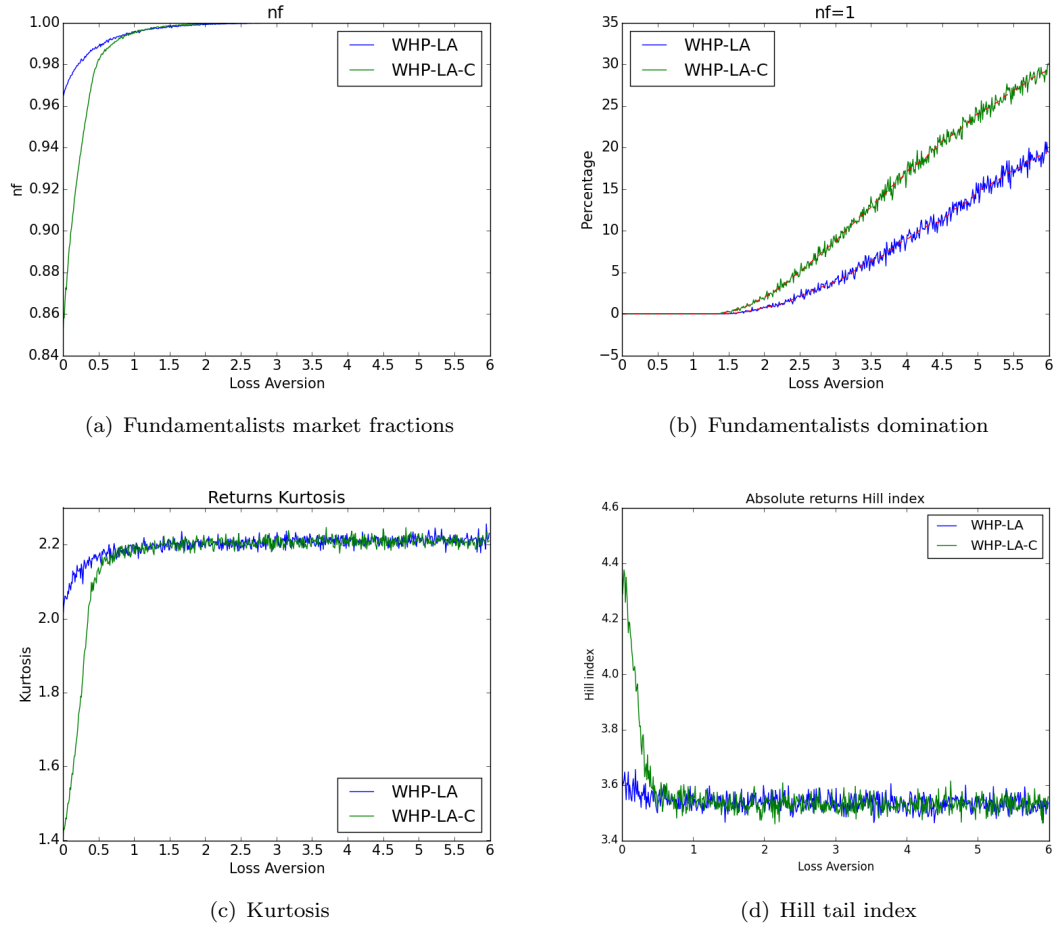 nf
1.00
0.98
0.96
0.94
0.92
0.90
0.88
0.86
0.84
nf
WHP-LA
WHP-LA-C
0 0.5 1 1.5 2 2.5 3 3.5 4 4.5 5 5.5 6
Loss Aversion
(a) Fundamentalists market fractions
nf=1
35
30
25
20
15
10
5
0
−5
Percentage
WHP-LA
WHP-LA-C
0 0.5 1 1.5 2 2.5 3 3.5 4 4.5 5 5.5 6
Loss Aversion
(b) Fundamentalists domination
Returns Kurtosis
2.2
2.0
1.8
1.6
1.4
Kurtosis
WHP-LA
WHP-LA-C
0 0.5 1 1.5 2 2.5 3 3.5 4 4.5 5 5.5 6
Loss Aversion
(c) Kurtosis
Absolute returns Hill index
4.6
4.4
4.2
4.0
3.8
3.6
3.4
Hill index
WHP-LA
WHP-LA-C
0 1 2 3 4 5 6
Loss Aversion
(d) Hill tail index